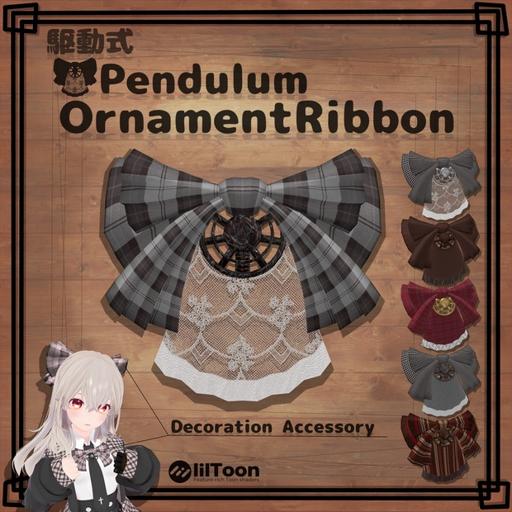 駆動式
Pendulum
OrnamentRibbon
Decoration Accessory
lilToon
Feature-rich Toon shaders